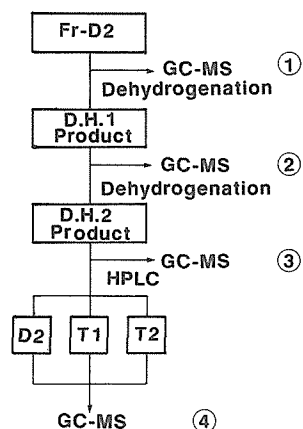 Fr-D2
GC-MS ①
Dehydrogenation
D.H.1
Product
GC-MS ②
Dehydrogenation
D.H.2
Product
GC-MS ③
HPLC
D2 T1 T2
GC-MS ④